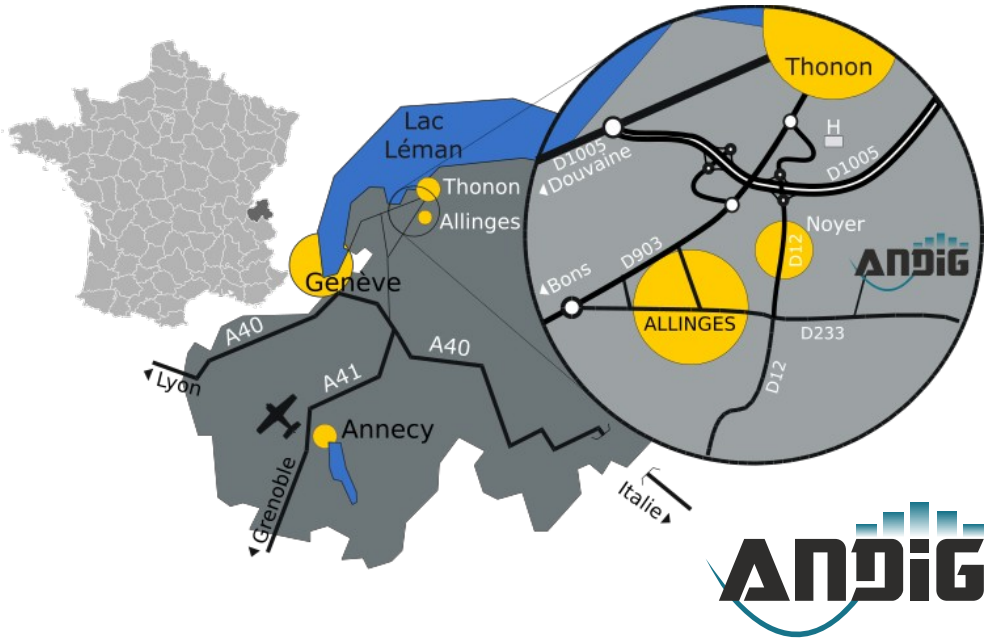 Lac
Léman
Thonon
Allinges
Genève
A40
A40
Lyon
A41
Annecy
Grenoble
Italie
Thonon
H
D1005
Douvaine
D1005
Noyer
D12
D903
Bons
ALLINGES
ANDiG
D233
D12
ANDiG